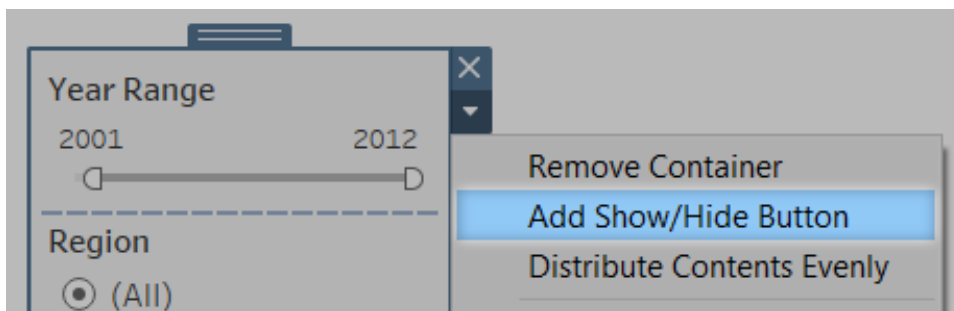 Year Range
2001 2012
Region
(All)
Remove Container
Add Show/Hide Button
Distribute Contents Evenly